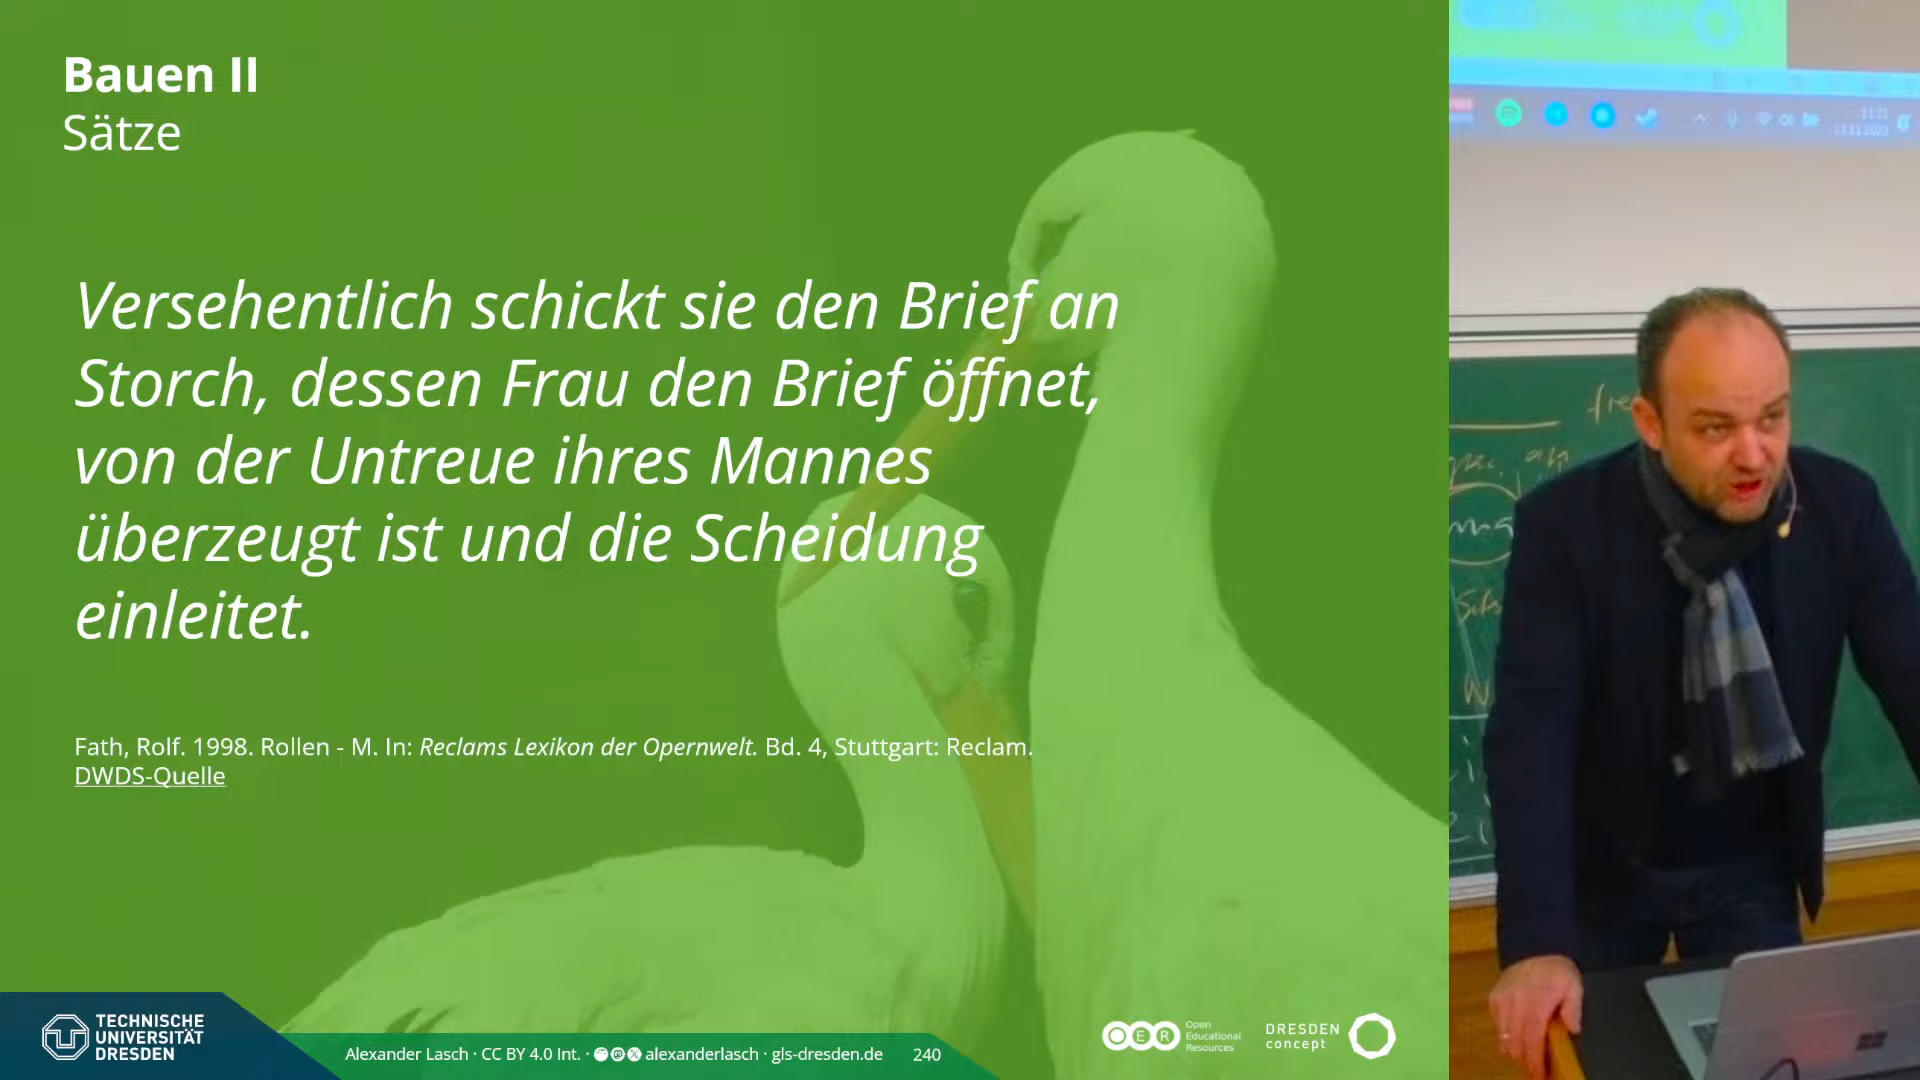 Bauen II
Sätze
Versehentlich schickt sie den Brief an
Storch, dessen Frau den Brief öffnet,
von der Untreue ihres Mannes
überzeugt ist und die Scheidung
einleitet.
Fath, Rolf. 1998. Rollen - M. In: Reclams Lexikon der Opernwelt. Bd. 4, Stuttgart: Reclam.
DWDS-Quelle
TECHNISCHE
UNIVERSITÄT
DRESDEN
Alexander Lasch · CC BY 4.0 Int. · alexanderlasch · gls-dresden.de 240
OER Open
Educational
Resources
DRESDEN
concept
11:21